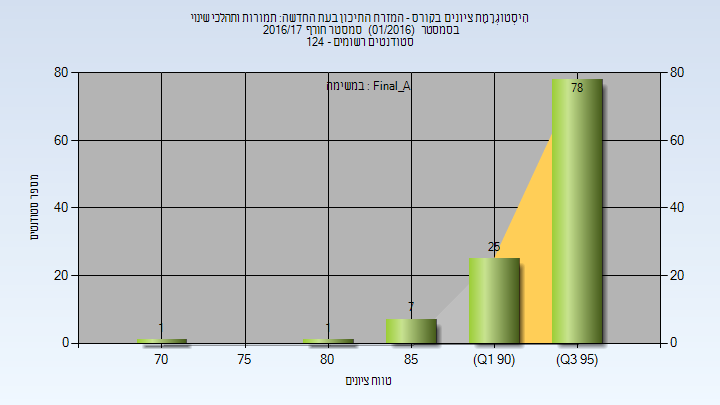 היסטוגרמת ציונים בקורס - המזרח התיכון בעת החדשה: תמורות ותהלכי שינוי
בסמסטר (01/2016) סמסטר חורף 2016/17
סטודנטים רשומים - 124
במשימה : Final_A
80 80
60 60
40 40
20 20
0 0
מספר סטודנטים
1 1 7 25 78
70 75 80 85 (Q1 90) (Q3 95)
טווח ציונים